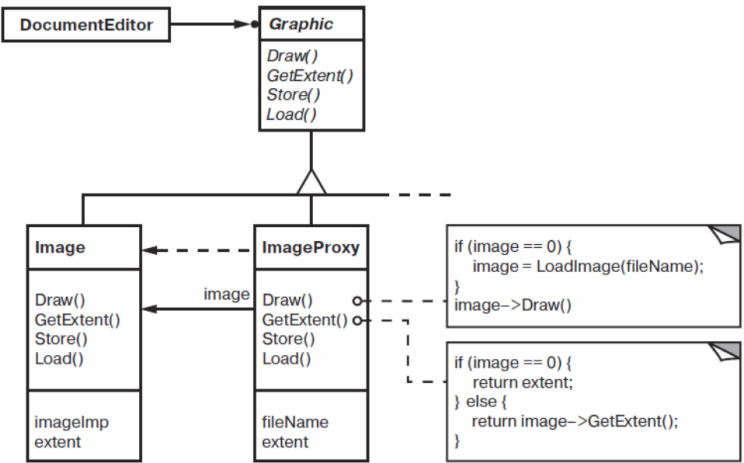 DocumentEditor
Graphic
Draw()
GetExtent()
Store()
Load()
Image
Draw()
GetExtent()
Store()
Load()
imageImp
extent
image
ImageProxy
Draw()
GetExtent()
Store()
Load()
fileName
extent
if (image == 0) {
image = LoadImage(fileName);
}
image->Draw()
if (image == 0) {
return extent;
} else {
return image->GetExtent();
}